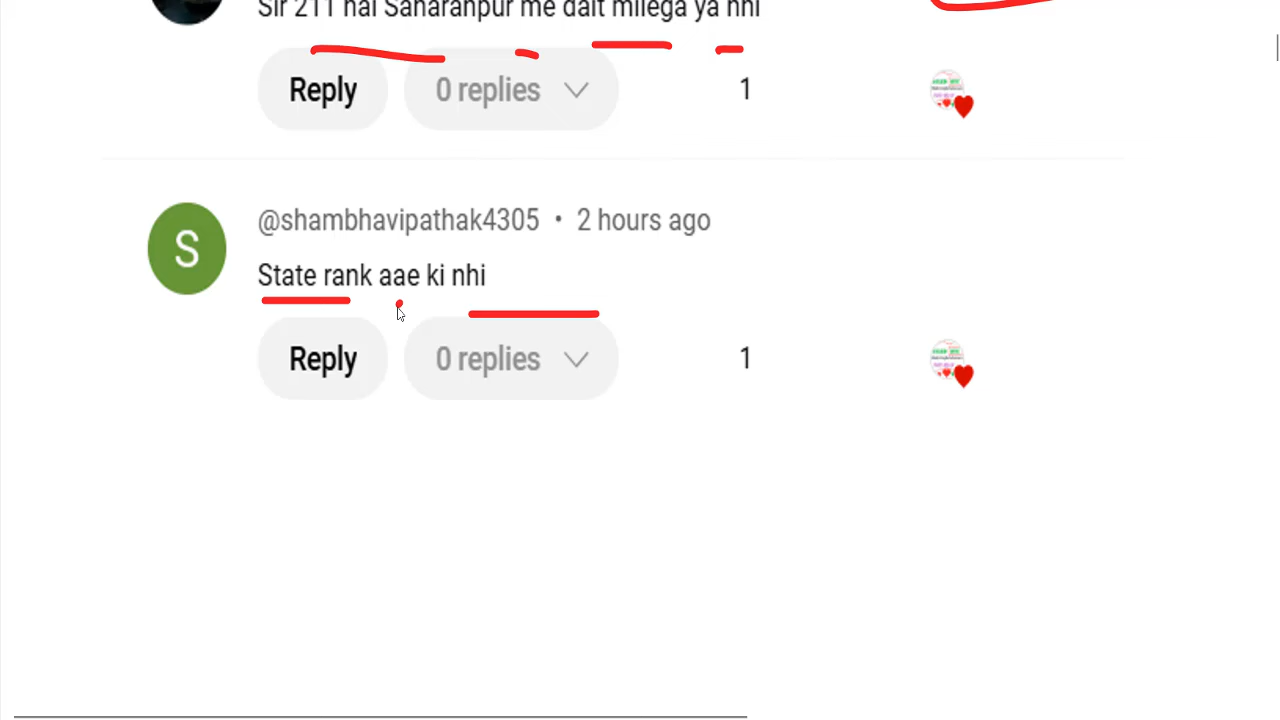 Sir 211 hai Saharanpur me dait milega ya nhi
Reply
0 replies
1
@shambhavipathak4305 • 2 hours ago
S
State rank aae ki nhi
Reply
0 replies
1